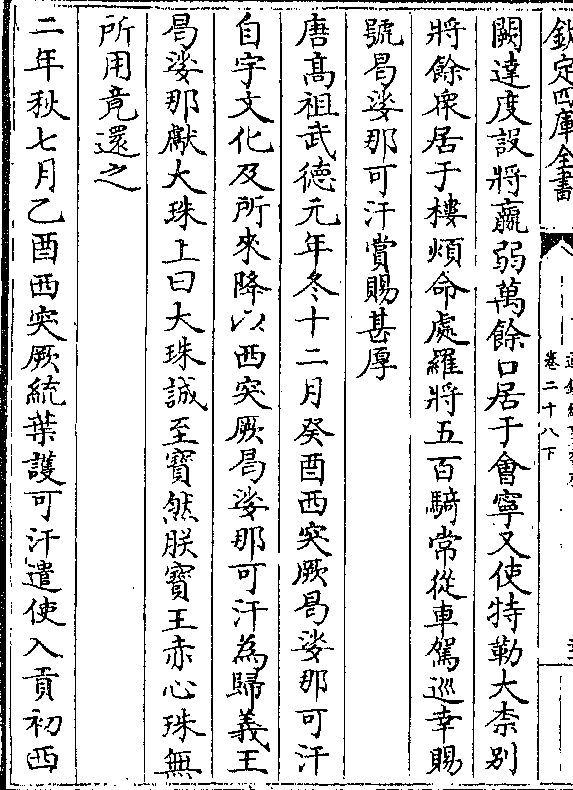 欽定四庫全書
卷二十八下
闕達度設將羸弱萬餘口居于會寧又使特勒大柰别
將餘衆居于樓煩命處羅將五百騎常從車駕巡幸賜
號曷娑那可汗賞賜甚厚
唐高祖武德元年冬十二月癸酉西突厥曷娑那可汗
自宇文化及所來降以西突厥曷娑那可汗為歸義王
曷娑那獻大珠上曰大珠誠至寶然朕寶王赤心珠無
所用竟還之
二年秋七月乙酉西突厥統葉護可汗遣使入貢初西